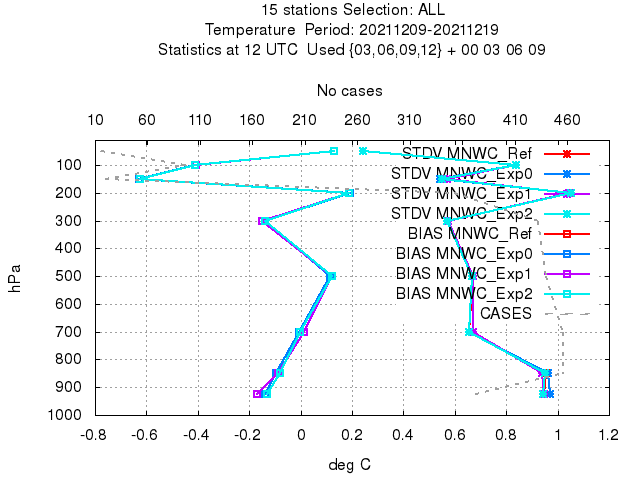 15 stations Selection: ALL
Temperature Period: 20211209-20211219
Statistics at 12 UTC Used {03,06,09,12} + 00 03 06 09
No cases
10 60 110 160 210 260 310 360 410 460
STDV MNWC_Ref
STDV MNWC_Exp0
STDV MNWC_Exp1
STDV MNWC_Exp2
BIAS MNWC_Ref
BIAS MNWC_Exp0
BIAS MNWC_Exp1
BIAS MNWC_Exp2
CASES
100
200
300
400
500
600
700
800
900
1000
hPa
-0.8 -0.6 -0.4 -0.2 0 0.2 0.4 0.6 0.8 1 1.2
deg C